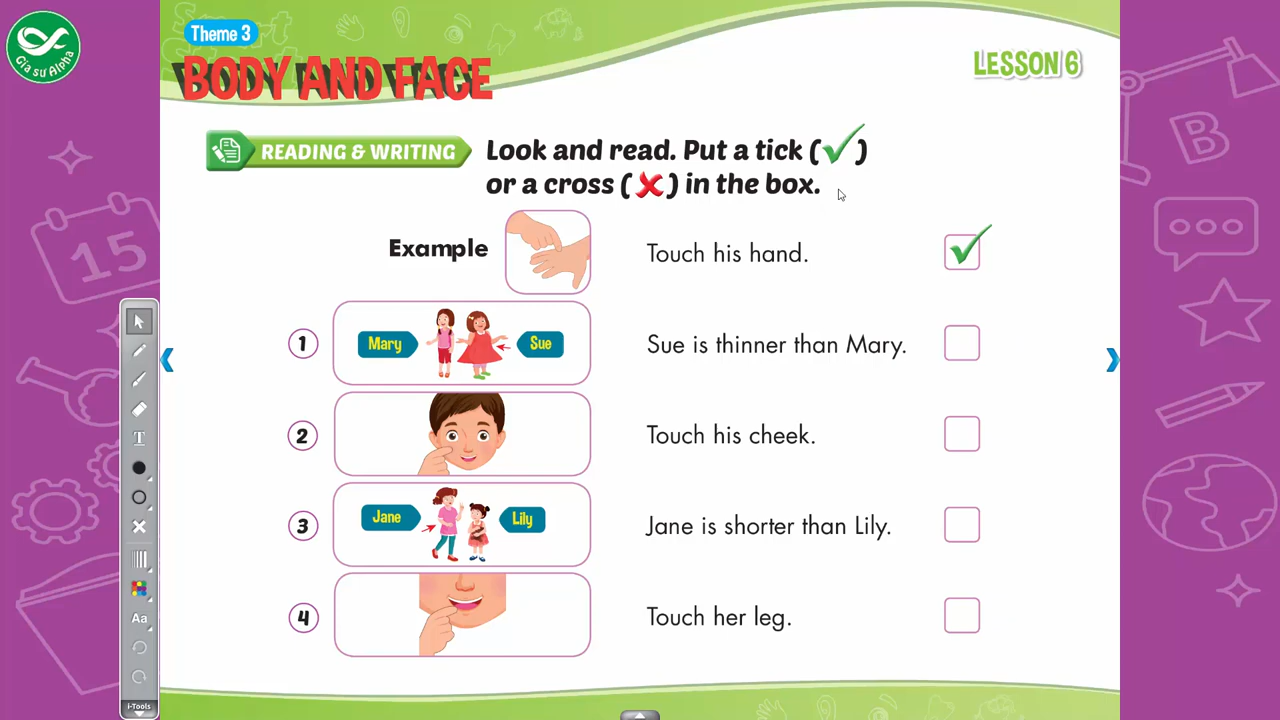 Gia sư Alpha
Theme 3
BODY AND FACE
LESSON 6
READING & WRITING
Look and read. Put a tick (✓)
or a cross (✗) in the box.
Example
Touch his hand.
1
Mary
Sue
Sue is thinner than Mary.
2
Touch his cheek.
3
Jane
Lily
Jane is shorter than Lily.
4
Touch her leg.
15
B
T
Aa
i-Tools